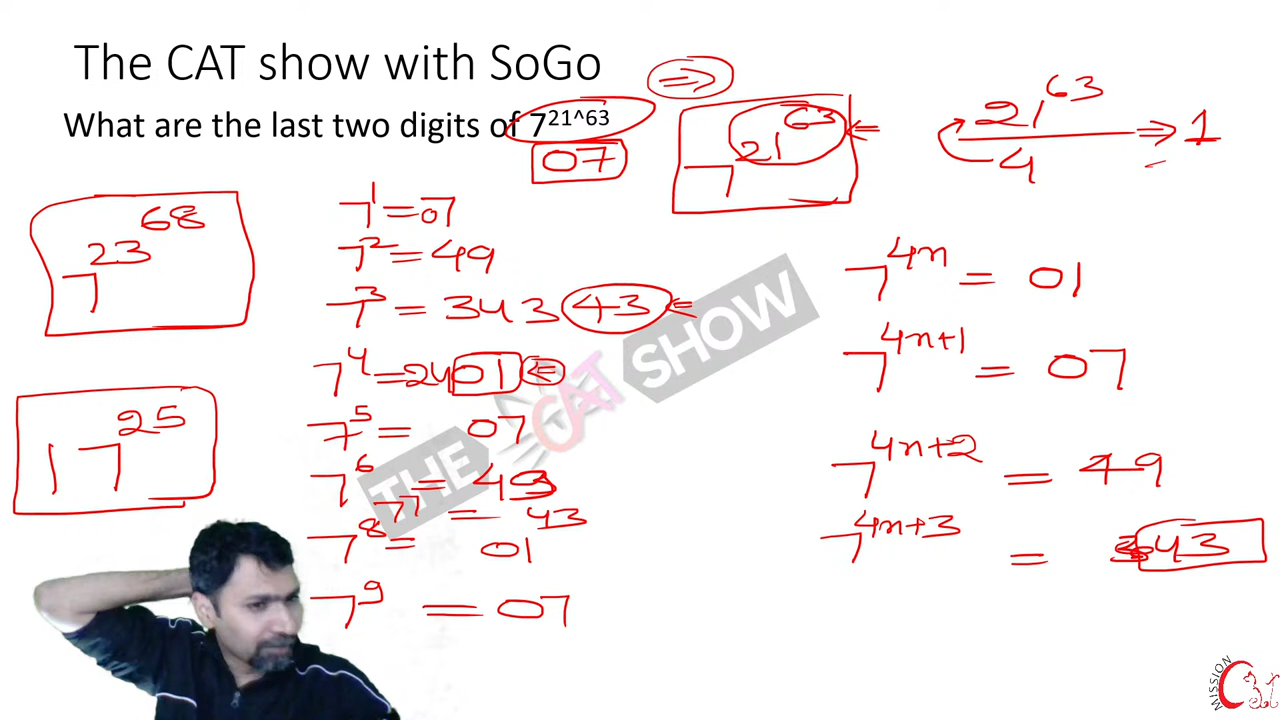 The CAT show with SoGo
What are the last two digits of 7^21^63
07
⇒
7^21^63 ⇐
21^63
4
⇒ 1
7^23^68
17^25
7^1 = 07
7^2 = 49
7^3 = 343 43 ⇐
7^4 = 2401 ⇐
7^5 = 07
7^6 = 49
7^7 = 43
7^8 = 01
7^9 = 07
7^4n = 01
7^4n+1 = 07
7^4n+2 = 49
7^4n+3 = 43
THE CAT SHOW
MISSION CAT